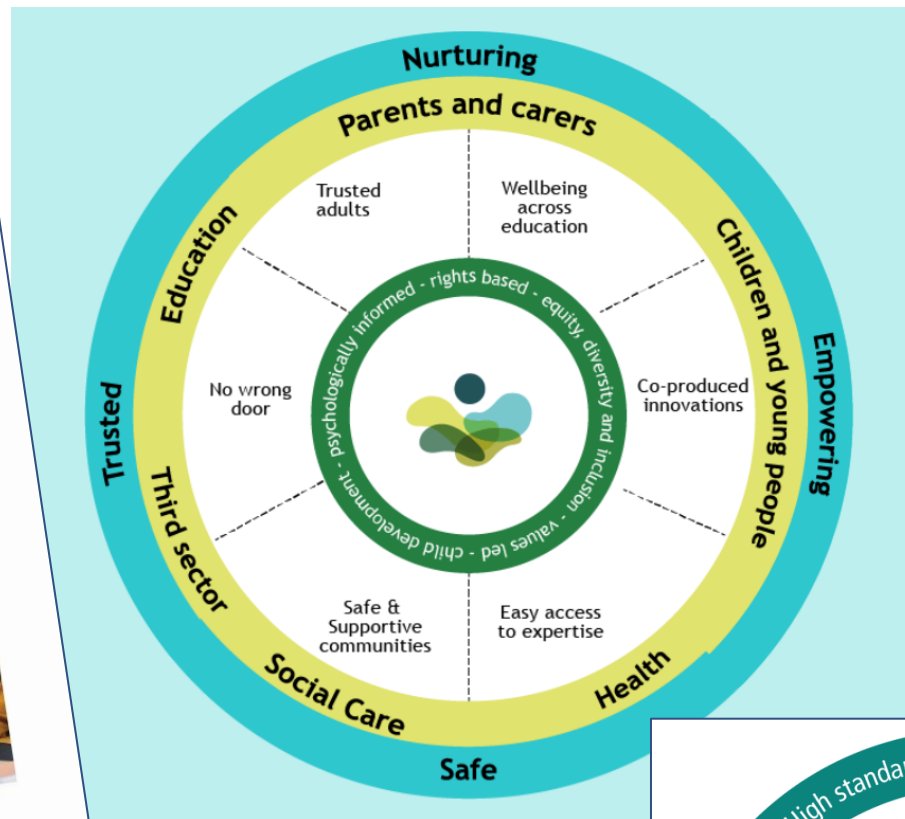 Nurturing
Parents and carers
Trusted
adults
Wellbeing
across
education
Education
Children and young people
psychologically informed - rights based - equity, diversity and inclusion - values led - child development -
No wrong
door
Co-produced
innovations
Trusted
Empowering
Third sector
Safe &
Supportive
communities
Easy access
to expertise
Social Care
Health
Safe
High